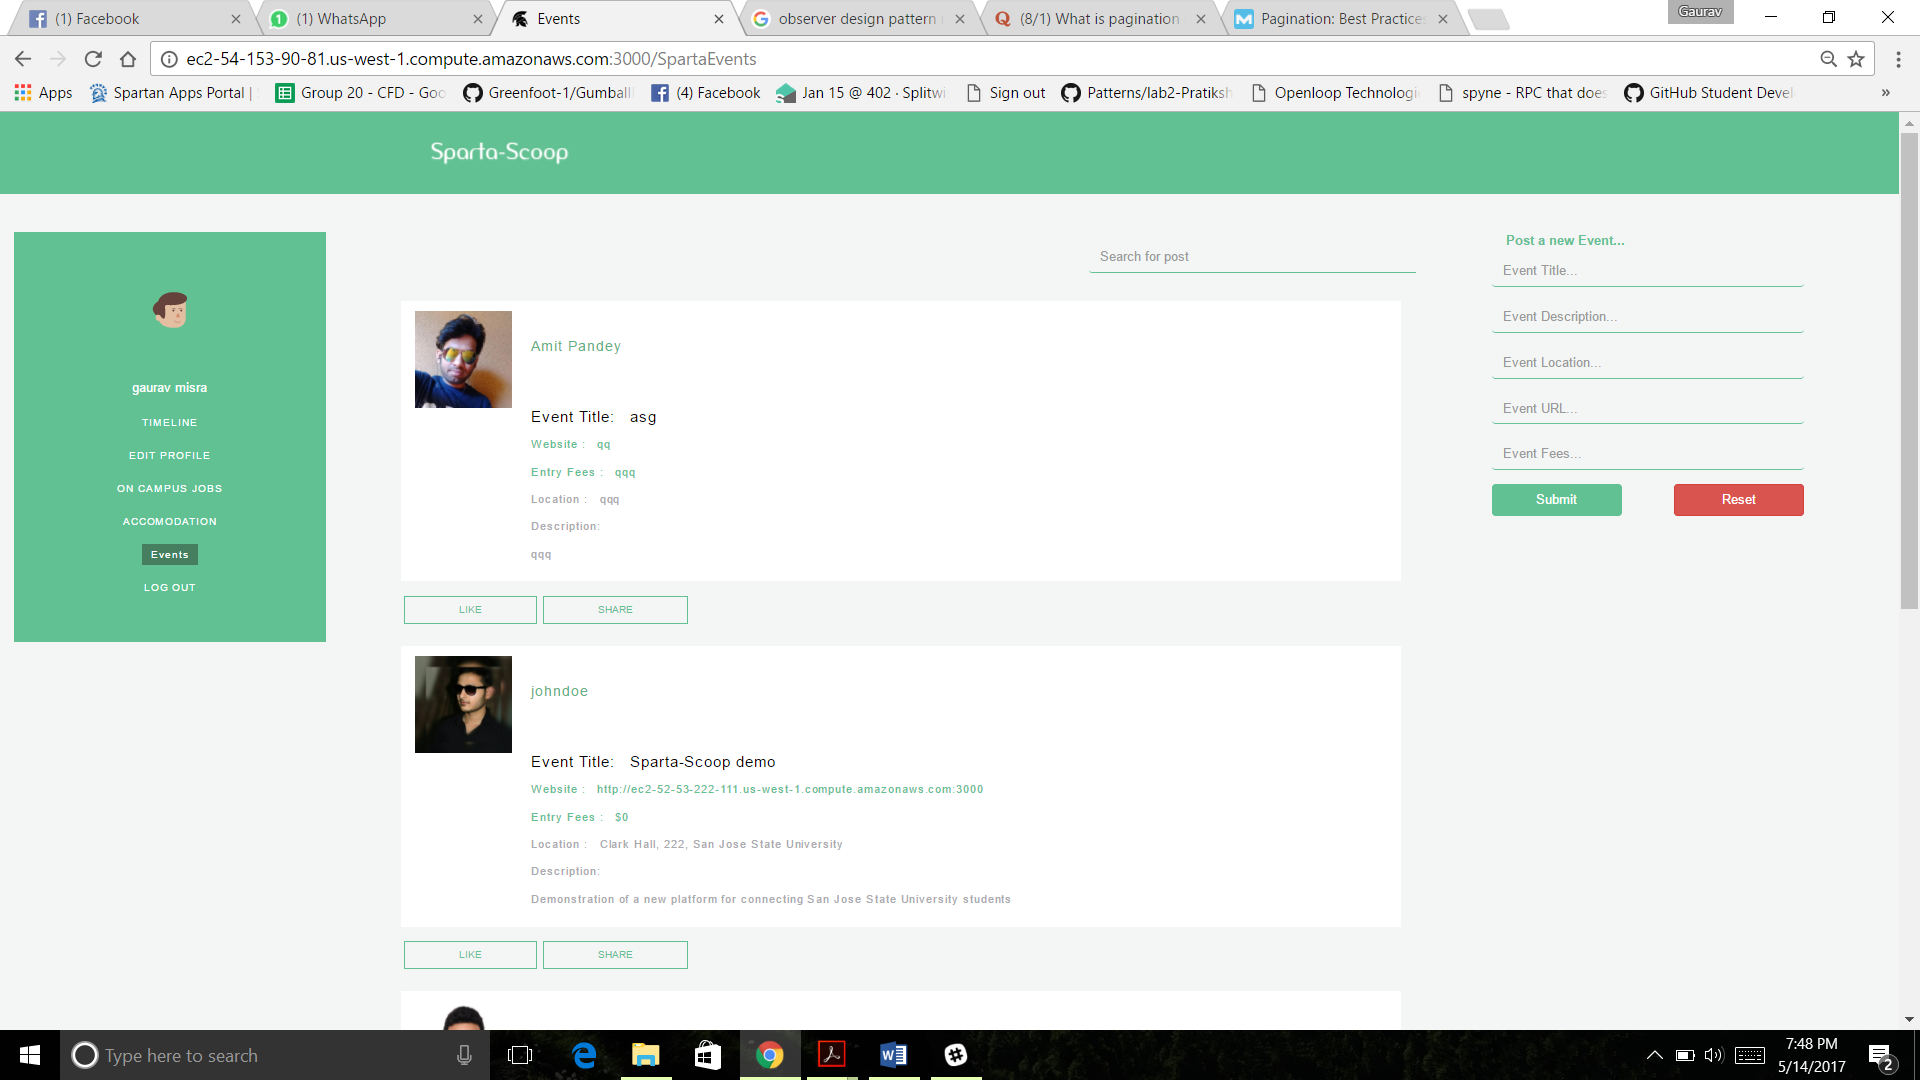 (1) Facebook
(1) WhatsApp
Events
observer design pattern
(8/1) What is pagination
Pagination: Best Practices
Gaurav
ec2-54-153-90-81.us-west-1.compute.amazonaws.com:3000/SpartaEvents
Apps
Spartan Apps Portal |
Group 20 - CFD - Goo
Greenfoot-1/Gumball
(4) Facebook
Jan 15 @ 402 · Splitwi
Sign out
Patterns/lab2-Pratiksh
Openloop Technologi
spyne - RPC that does
GitHub Student Devel
»
Sparta-Scoop
gaurav misra
TIMELINE
EDIT PROFILE
ON CAMPUS JOBS
ACCOMODATION
Events
LOG OUT
Search for post
Amit Pandey
Event Title: asg
Website : qq
Entry Fees : qqq
Location : qqq
Description:
qqq
LIKE
SHARE
johndoe
Event Title: Sparta-Scoop demo
Website : http://ec2-52-53-222-111.us-west-1.compute.amazonaws.com:3000
Entry Fees : $0
Location : Clark Hall, 222, San Jose State University
Description:
Demonstration of a new platform for connecting San Jose State University students
LIKE
SHARE
Post a new Event...
Event Title...
Event Description...
Event Location...
Event URL...
Event Fees...
Submit
Reset
Type here to search
7:48 PM
5/14/2017
2